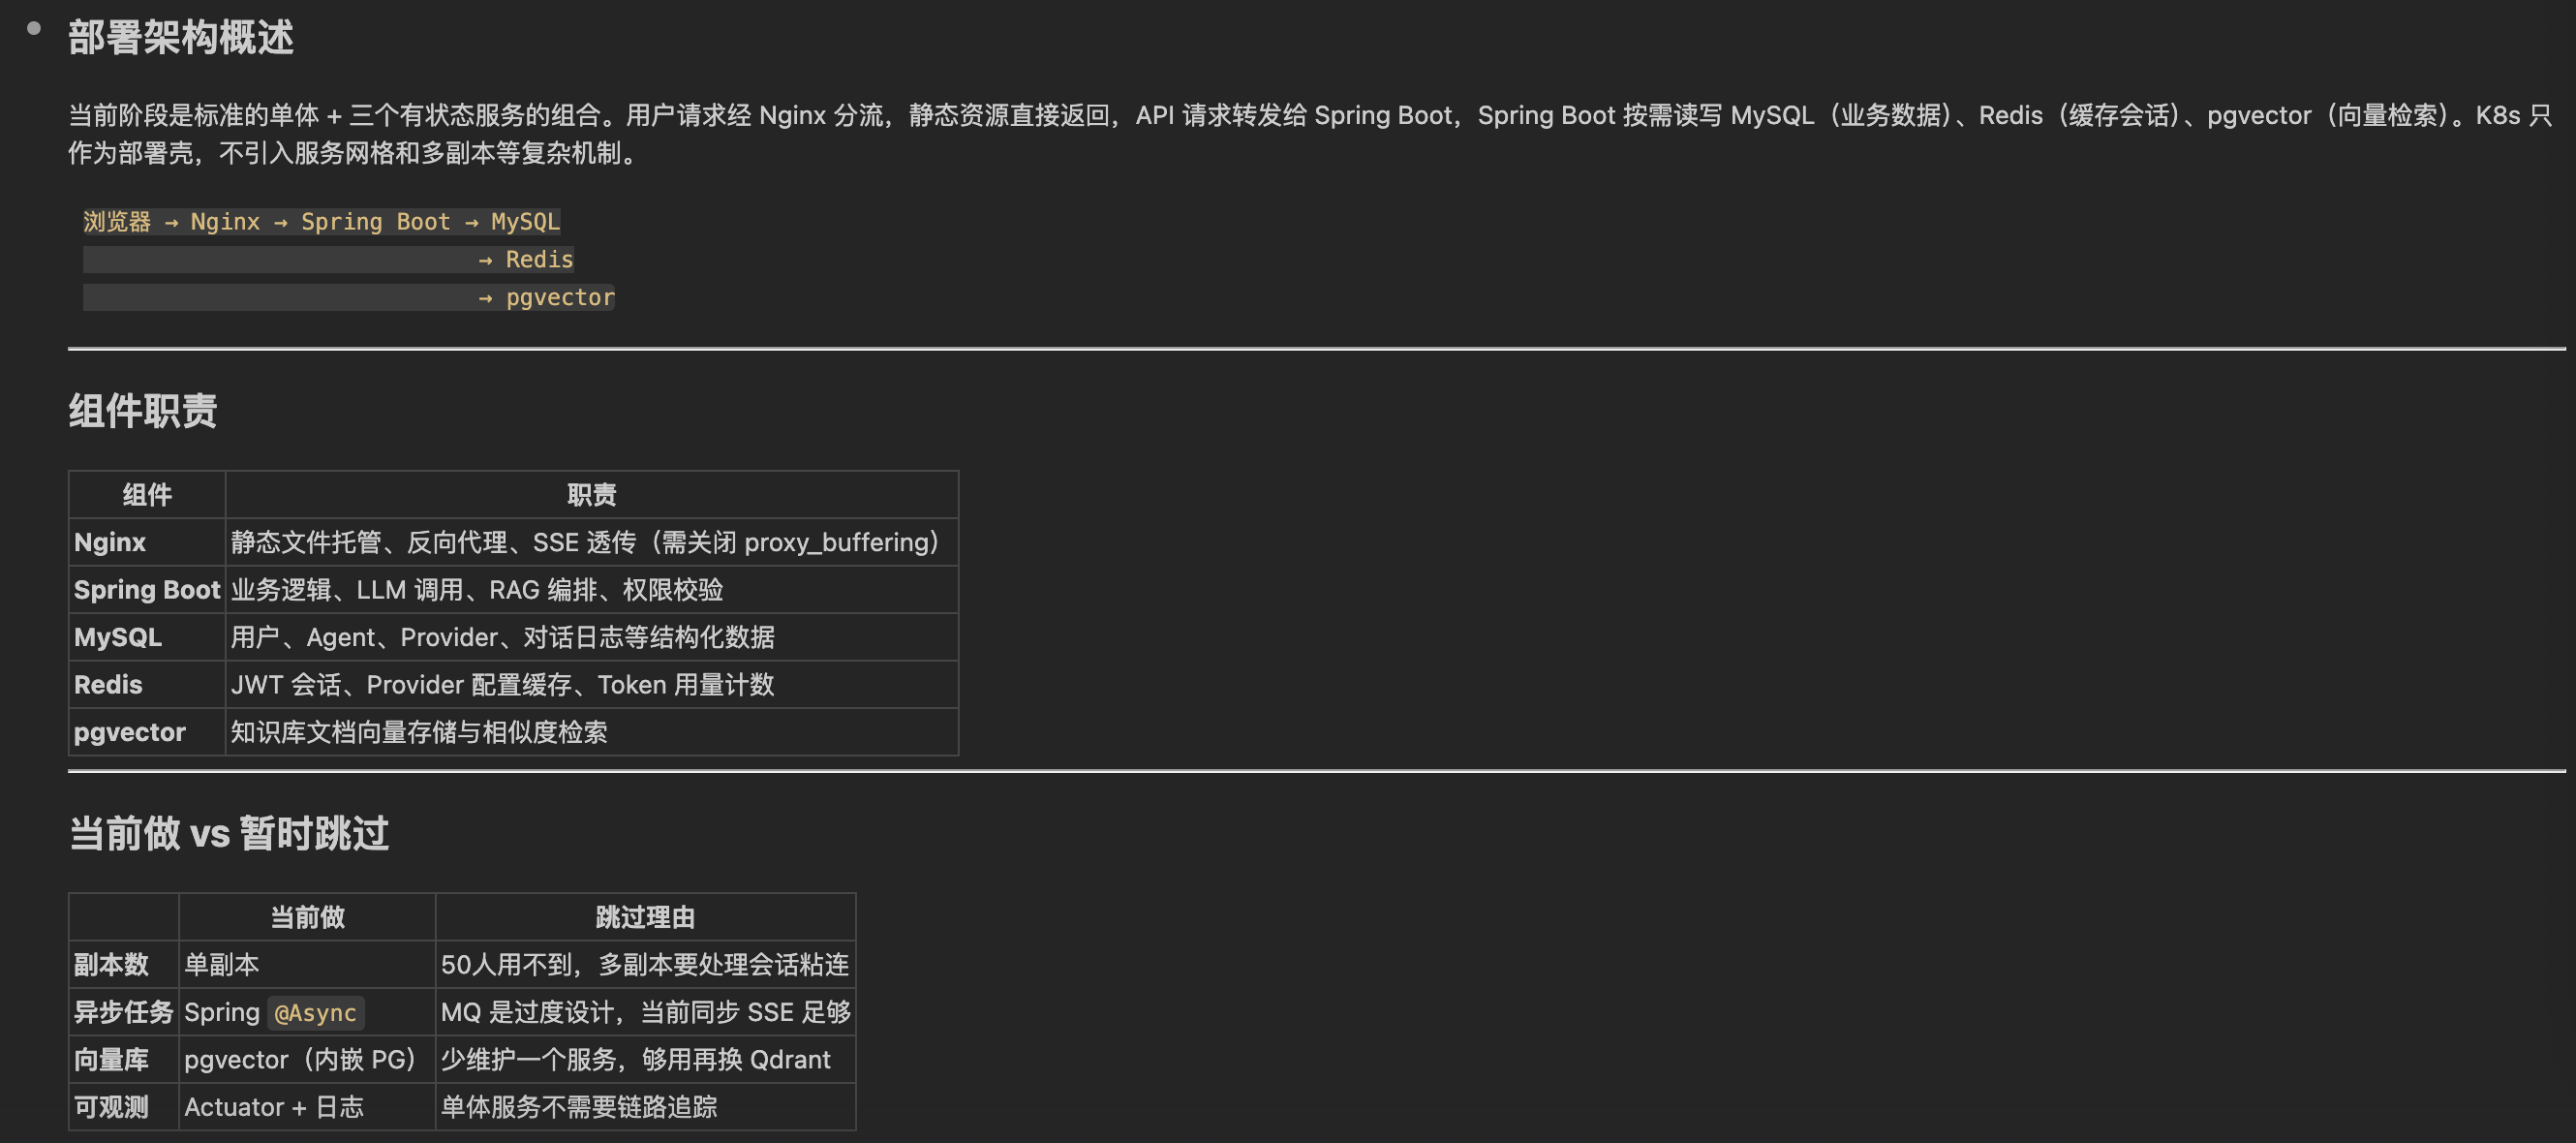 部署架构概述
当前阶段是标准的单体 + 三个有状态服务的组合。用户请求经 Nginx 分流，静态资源直接返回，API 请求转发给 Spring Boot，Spring Boot 按需读写 MySQL（业务数据）、Redis（缓存会话）、pgvector（向量检索）。K8s 只
作为部署壳，不引入服务网格和多副本等复杂机制。
浏览器 → Nginx → Spring Boot → MySQL
→ Redis
→ pgvector
组件职责
组件 职责
Nginx 静态文件托管、反向代理、SSE 透传（需关闭 proxy_buffering）
Spring Boot 业务逻辑、LLM 调用、RAG 编排、权限校验
MySQL 用户、Agent、Provider、对话日志等结构化数据
Redis JWT 会话、Provider 配置缓存、Token 用量计数
pgvector 知识库文档向量存储与相似度检索
当前做 vs 暂时跳过
当前做 跳过理由
副本数 单副本 50人用不到，多副本要处理会话粘连
异步任务 Spring @Async MQ 是过度设计，当前同步 SSE 足够
向量库 pgvector（内嵌 PG） 少维护一个服务，够用再换 Qdrant
可观测 Actuator + 日志 单体服务不需要链路追踪